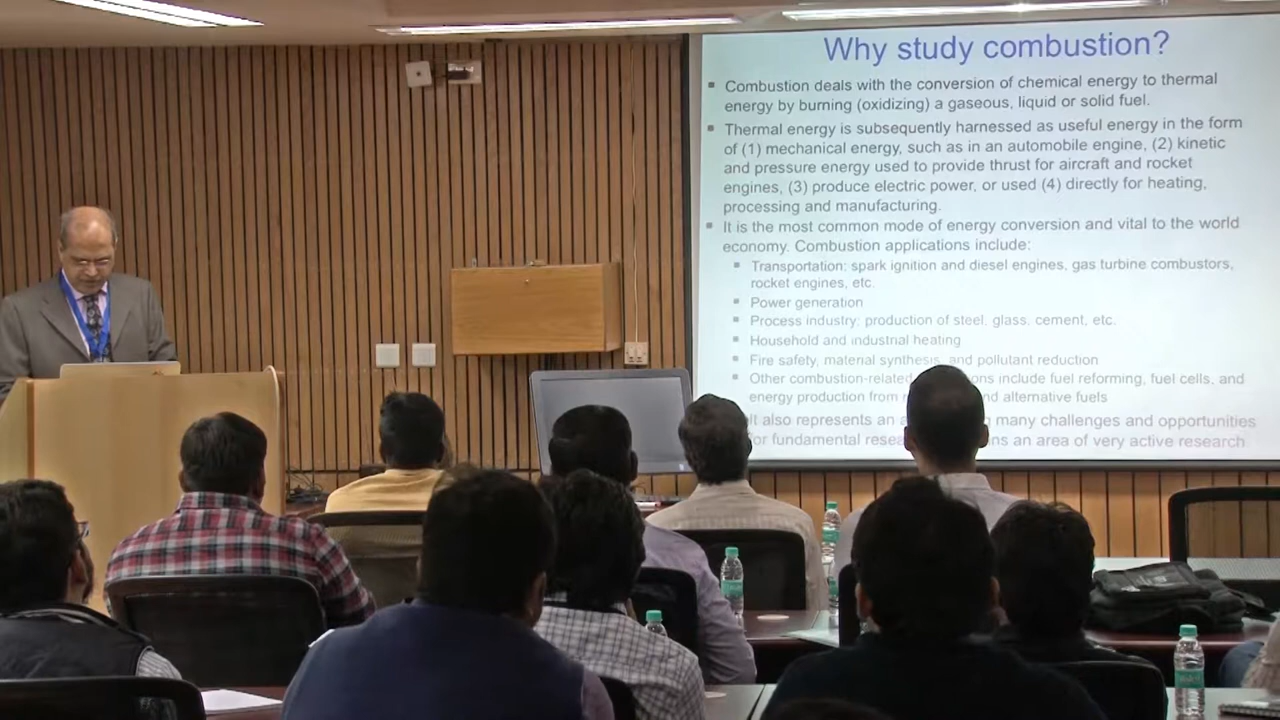 Why study combustion?
Combustion deals with the conversion of chemical energy to thermal
energy by burning (oxidizing) a gaseous, liquid or solid fuel.
Thermal energy is subsequently harnessed as useful energy in the form
of (1) mechanical energy, such as in an automobile engine, (2) kinetic
and pressure energy used to provide thrust for aircraft and rocket
engines, (3) produce electric power, or used (4) directly for heating,
processing and manufacturing.
It is the most common mode of energy conversion and vital to the world
economy. Combustion applications include:
Transportation: spark ignition and diesel engines, gas turbine combustors,
rocket engines, etc.
Power generation
Process industry: production of steel, glass, cement, etc.
Household and industrial heating
Fire safety, material synthesis, and pollutant reduction
Other combustion-related include fuel reforming, fuel cells, and
energy production from and alternative fuels
It also represents an many challenges and opportunities
for fundamental an area of very active research